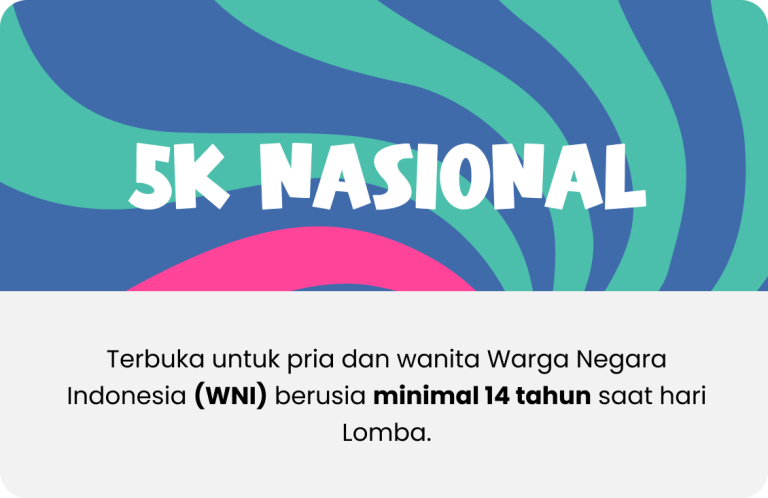 5K NASIONAL
Terbuka untuk pria dan wanita Warga Negara
Indonesia (WNI) berusia minimal 14 tahun saat hari
Lomba.